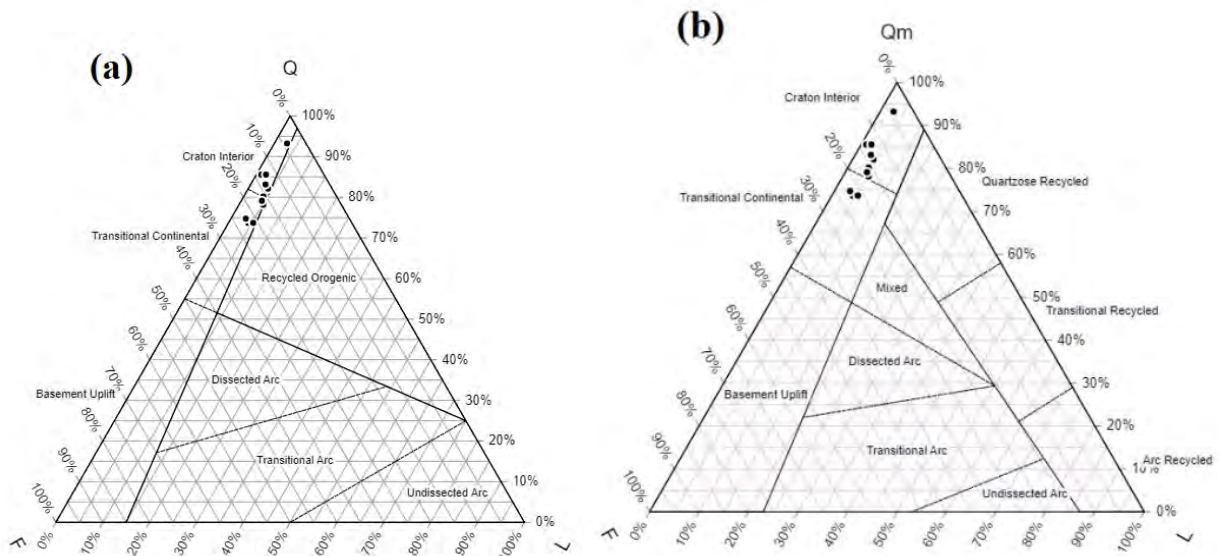 (a)
Q
0%
100%
10%
90%
Craton Interior
20%
80%
30%
Transitional Continental
70%
40%
Recycled Orogenic
60%
50%
50%
60%
40%
Dissected Arc
70%
Basement Uplift
30%
80%
20%
90%
Transitional Arc
10%
100%
Undissected Arc
0%
F
0%
10%
20%
30%
40%
50%
60%
70%
80%
90%
100%
L
(b)
Qm
0%
100%
Craton Interior
90%
20%
80%
Quartzose Recycled
30%
Transitional Continental
70%
40%
60%
50%
Mixed
50%
Transitional Recycled
60%
40%
Dissected Arc
70%
30%
Basement Uplift
80%
20%
90%
Transitional Arc
Arc Recycled
10%
100%
Undissected Arc
0%
F
0%
10%
20%
30%
40%
50%
60%
70%
80%
90%
100%
L